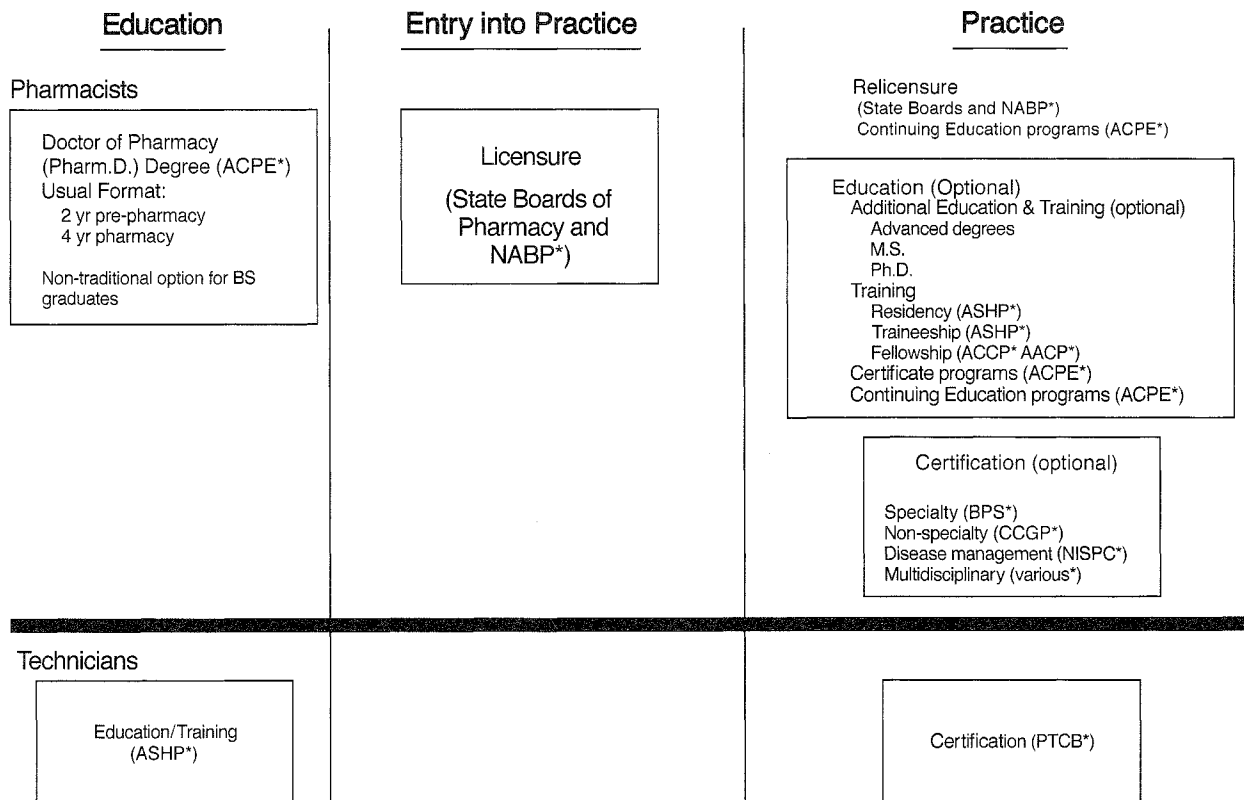 Education
Entry into Practice
Practice
Pharmacists
Doctor of Pharmacy
(Pharm.D.) Degree (ACPE*)
Usual Format:
2 yr pre-pharmacy
4 yr pharmacy
Non-traditional option for BS
graduates
Licensure
(State Boards of
Pharmacy and
NABP*)
Relicensure
(State Boards and NABP*)
Continuing Education programs (ACPE*)
Education (Optional)
Additional Education & Training (optional)
Advanced degrees
M.S.
Ph.D.
Training
Residency (ASHP*)
Traineeship (ASHP*)
Fellowship (ACCP* AACP*)
Certificate programs (ACPE*)
Continuing Education programs (ACPE*)
Certification (optional)
Specialty (BPS*)
Non-specialty (CCGP*)
Disease management (NISPC*)
Multidisciplinary (various*)
Technicians
Education/Training
(ASHP*)
Certification (PTCB*)